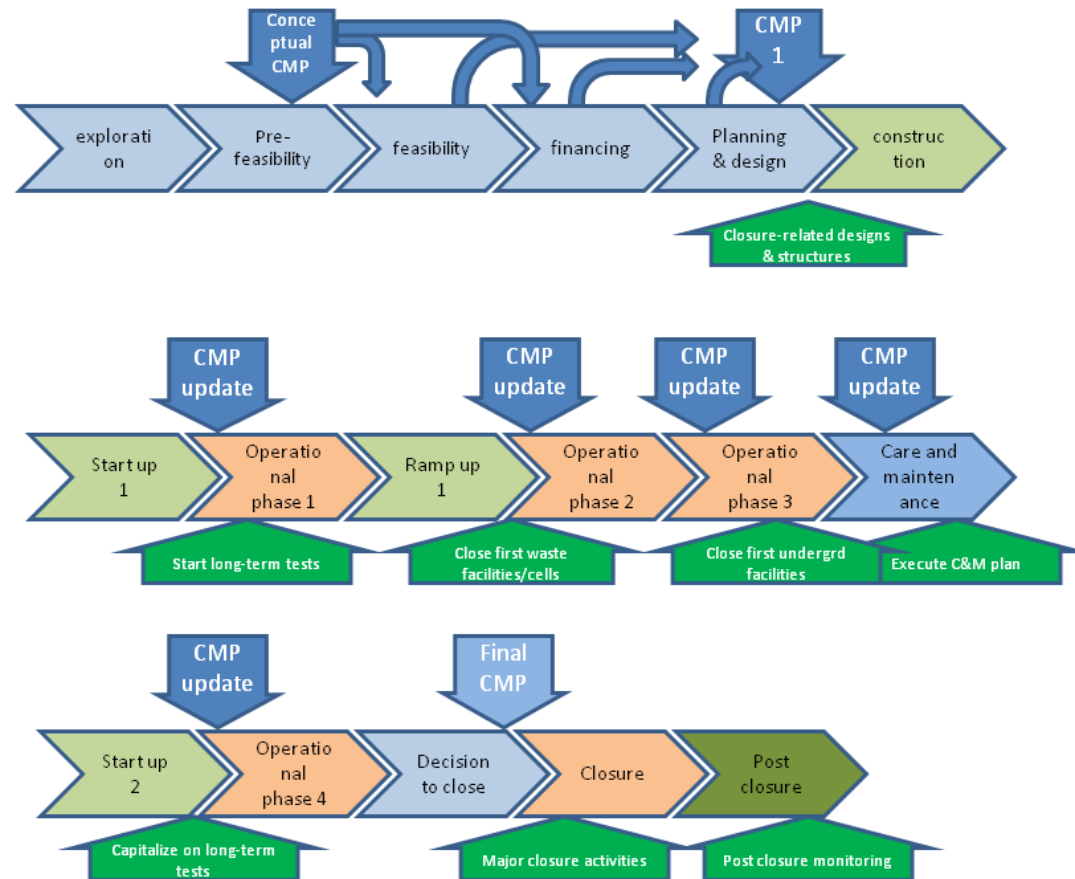 Conce
ptual
CMP
CMP
1
explorati
on
Pre-
feasibility
feasibility
financing
Planning
& design
construc
tion
Closure-related designs
& structures
CMP
update
CMP
update
CMP
update
CMP
update
Start up
1
Operatio
nal
phase 1
Ramp up
1
Operatio
nal
phase 2
Operatio
nal
phase 3
Care and
mainten
ance
Start long-term tests
Close first waste
facilities/cells
Close first undergrd
facilities
Execute C&M plan
CMP
update
Final
CMP
Start up
2
Operatio
nal
phase 4
Decision
to close
Closure
Post
closure
Capitalize on long-term
tests
Major closure activities
Post closure monitoring